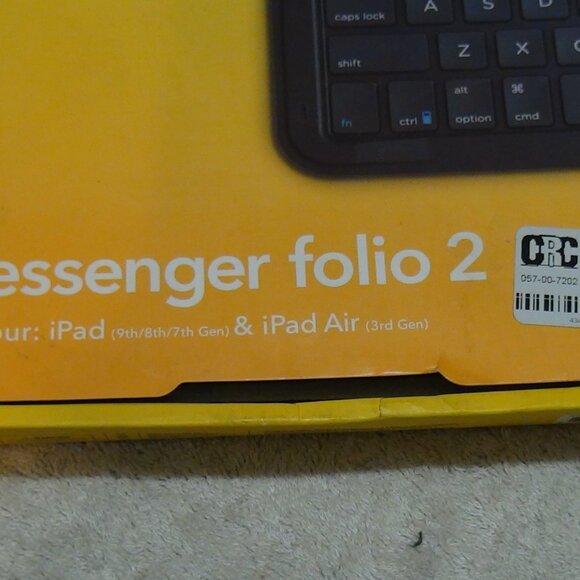 caps lock
A
S
D
shift
Z
X
fn
ctrl
alt
option
⌘
cmd
essenger folio 2
our: iPad (9th/8th/7th Gen) & iPad Air (3rd Gen)
CRC
057-00-7202